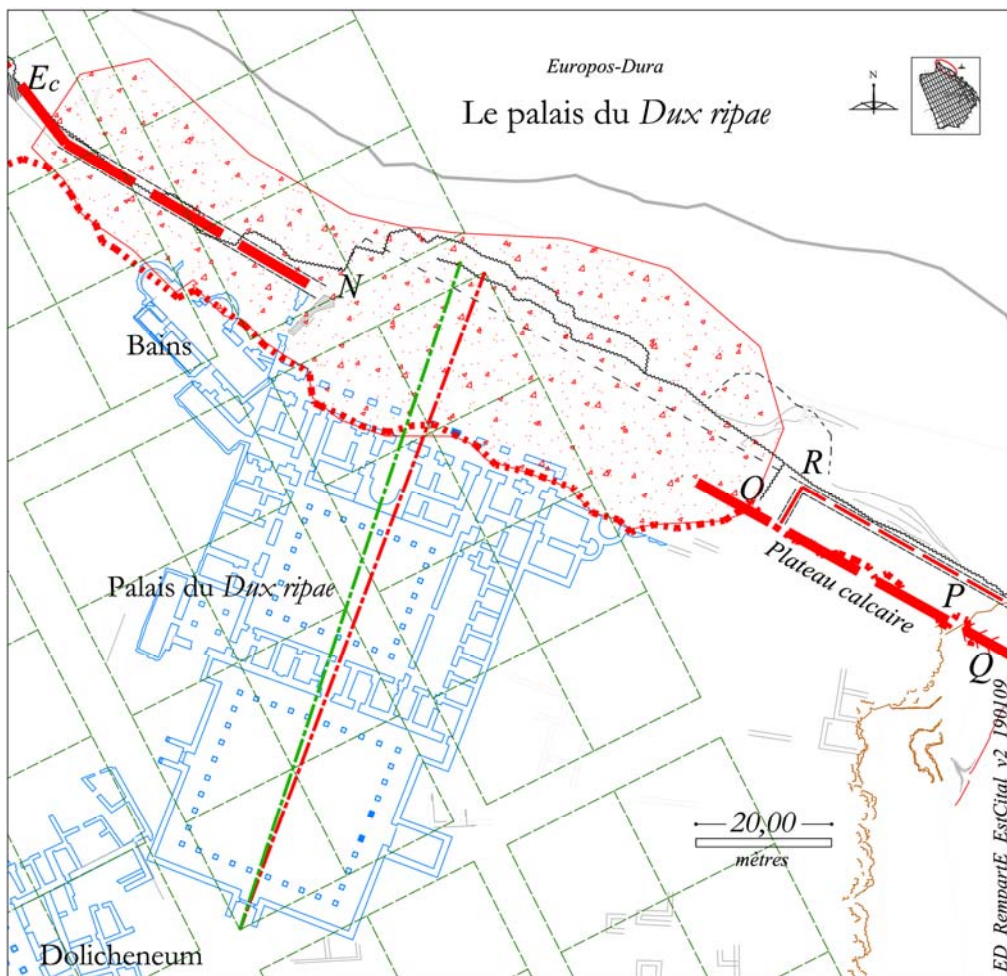 Europos-Dura
Le palais du Dux ripae
N
Ec
N
Bains
O
R
Plateau calcaire
P
Q
Palais du Dux ripae
20,00
mètres
Dolicheneum
ED_RempartE_EstCital_v2_190109